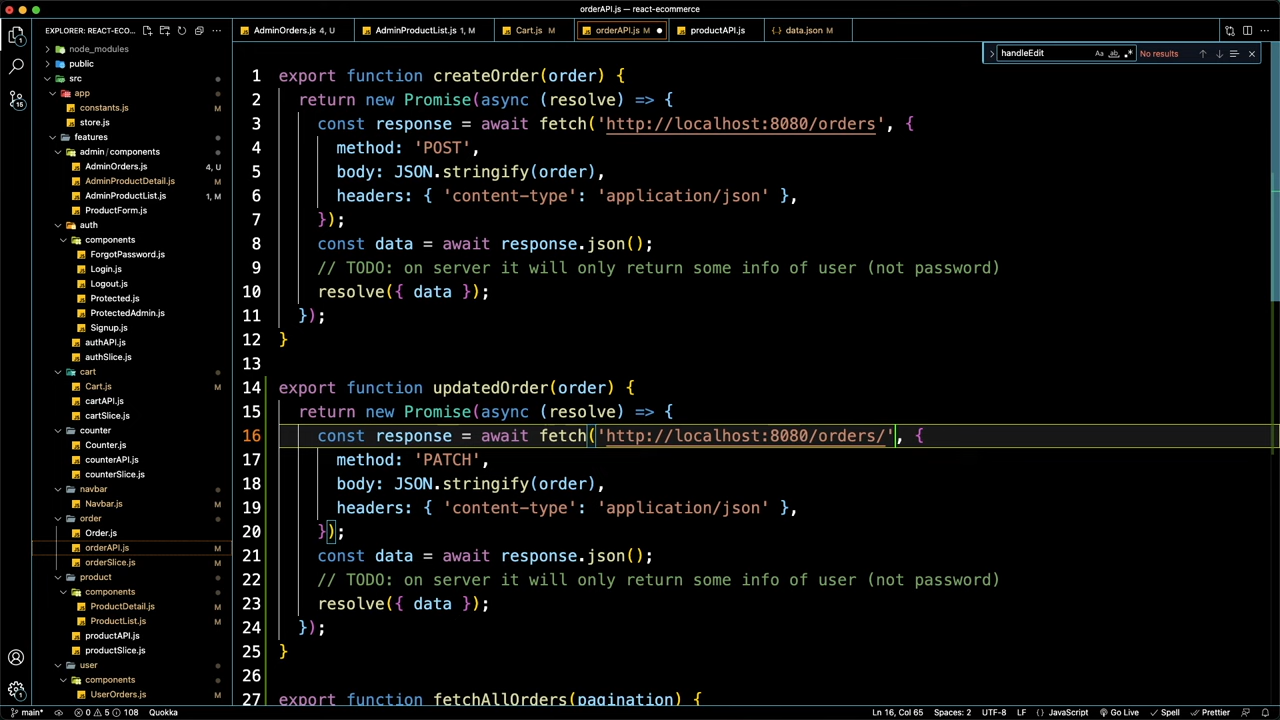 orderAPI.js — react-ecommerce
EXPLORER: REACT-ECO... ...
AdminOrders.js 4, U
AdminProductList.js 1, M
Cart.js M
orderAPI.js M ●
productAPI.js
{} data.json M
handleEdit Aa ab .* No results
node_modules
public
src
app
constants.js M
store.js
features
admin / components
AdminOrders.js 4, U
AdminProductDetail.js M
AdminProductList.js 1, M
ProductForm.js
auth
components
ForgotPassword.js
Login.js
Logout.js
Protected.js
ProtectedAdmin.js
Signup.js
authAPI.js
authSlice.js
cart
Cart.js M
cartAPI.js
cartSlice.js
counter
Counter.js
counterAPI.js
counterSlice.js
navbar
Navbar.js M
order
Order.js
orderAPI.js M
orderSlice.js M
product
components
ProductDetail.js M
ProductList.js M
productAPI.js
productSlice.js
user
components
UserOrders.js M
1 export function createOrder(order) {
2 return new Promise(async (resolve) => {
3 const response = await fetch('http://localhost:8080/orders', {
4 method: 'POST',
5 body: JSON.stringify(order),
6 headers: { 'content-type': 'application/json' },
7 });
8 const data = await response.json();
9 // TODO: on server it will only return some info of user (not password)
10 resolve({ data });
11 });
12 }
13
14 export function updatedOrder(order) {
15 return new Promise(async (resolve) => {
16 const response = await fetch('http://localhost:8080/orders/', {
17 method: 'PATCH',
18 body: JSON.stringify(order),
19 headers: { 'content-type': 'application/json' },
20 });
21 const data = await response.json();
22 // TODO: on server it will only return some info of user (not password)
23 resolve({ data });
24 });
25 }
26
27 export function fetchAllOrders(pagination) {
1
15
1
main* 0 5 108 Quokka
Ln 16, Col 65 Spaces: 2 UTF-8 LF {} JavaScript Go Live Spell Prettier